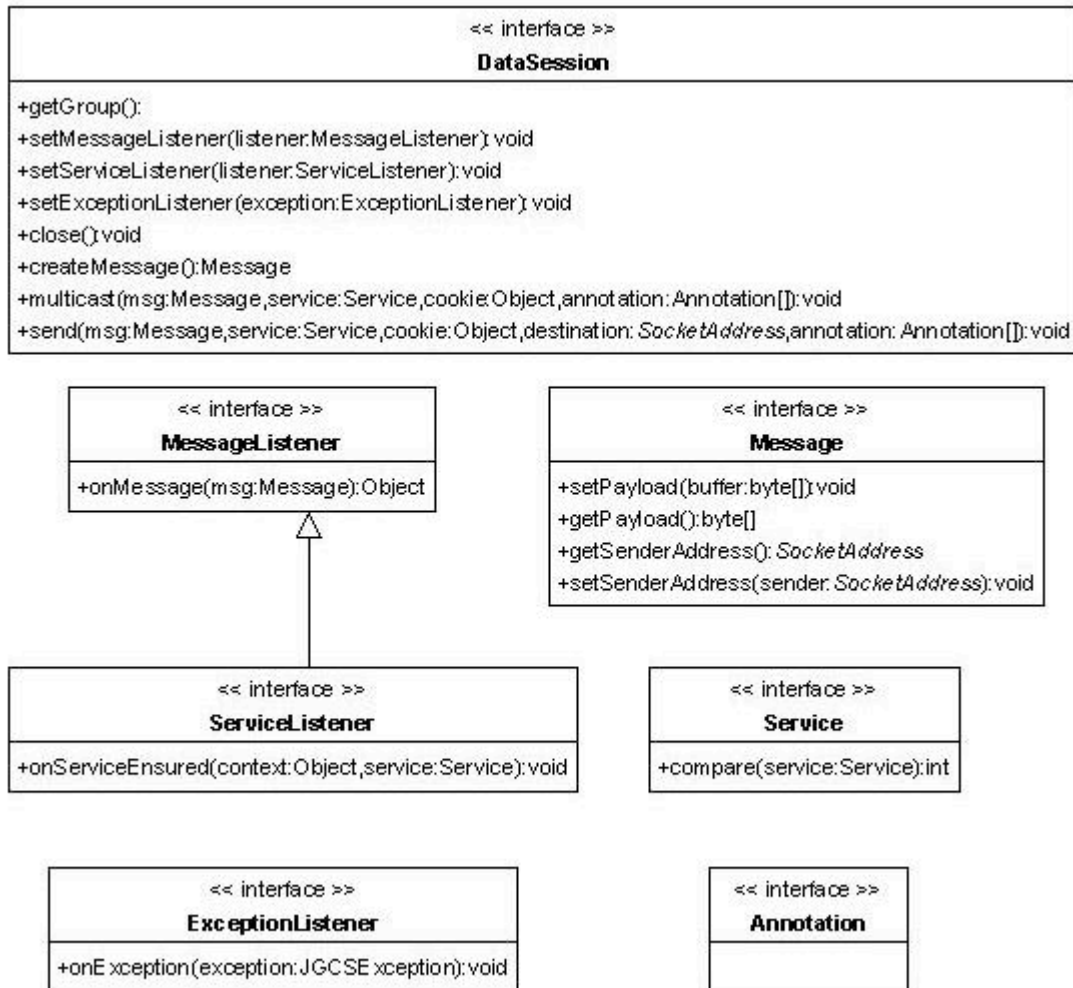 << interface >>
DataSession
+getGroup():
+setMessageListener(listener:MessageListener):void
+setServiceListener(listener:ServiceListener):void
+setExceptionListener(exception:ExceptionListener):void
+close():void
+createMessage():Message
+multicast(msg:Message,service:Service,cookie:Object,annotation:Annotation[]):void
+send(msg:Message,service:Service,cookie:Object,destination: SocketAddress,annotation: Annotation[]):void
<< interface >>
MessageListener
+onMessage(msg:Message):Object
<< interface >>
Message
+setPayload(buffer:byte[]):void
+getPayload():byte[]
+getSenderAddress(): SocketAddress
+setSenderAddress(sender: SocketAddress):void
<< interface >>
ServiceListener
+onServiceEnsured(context:Object,service:Service):void
<< interface >>
Service
+compare(service:Service):int
<< interface >>
ExceptionListener
+onException(exception:JGCSException):void
<< interface >>
Annotation